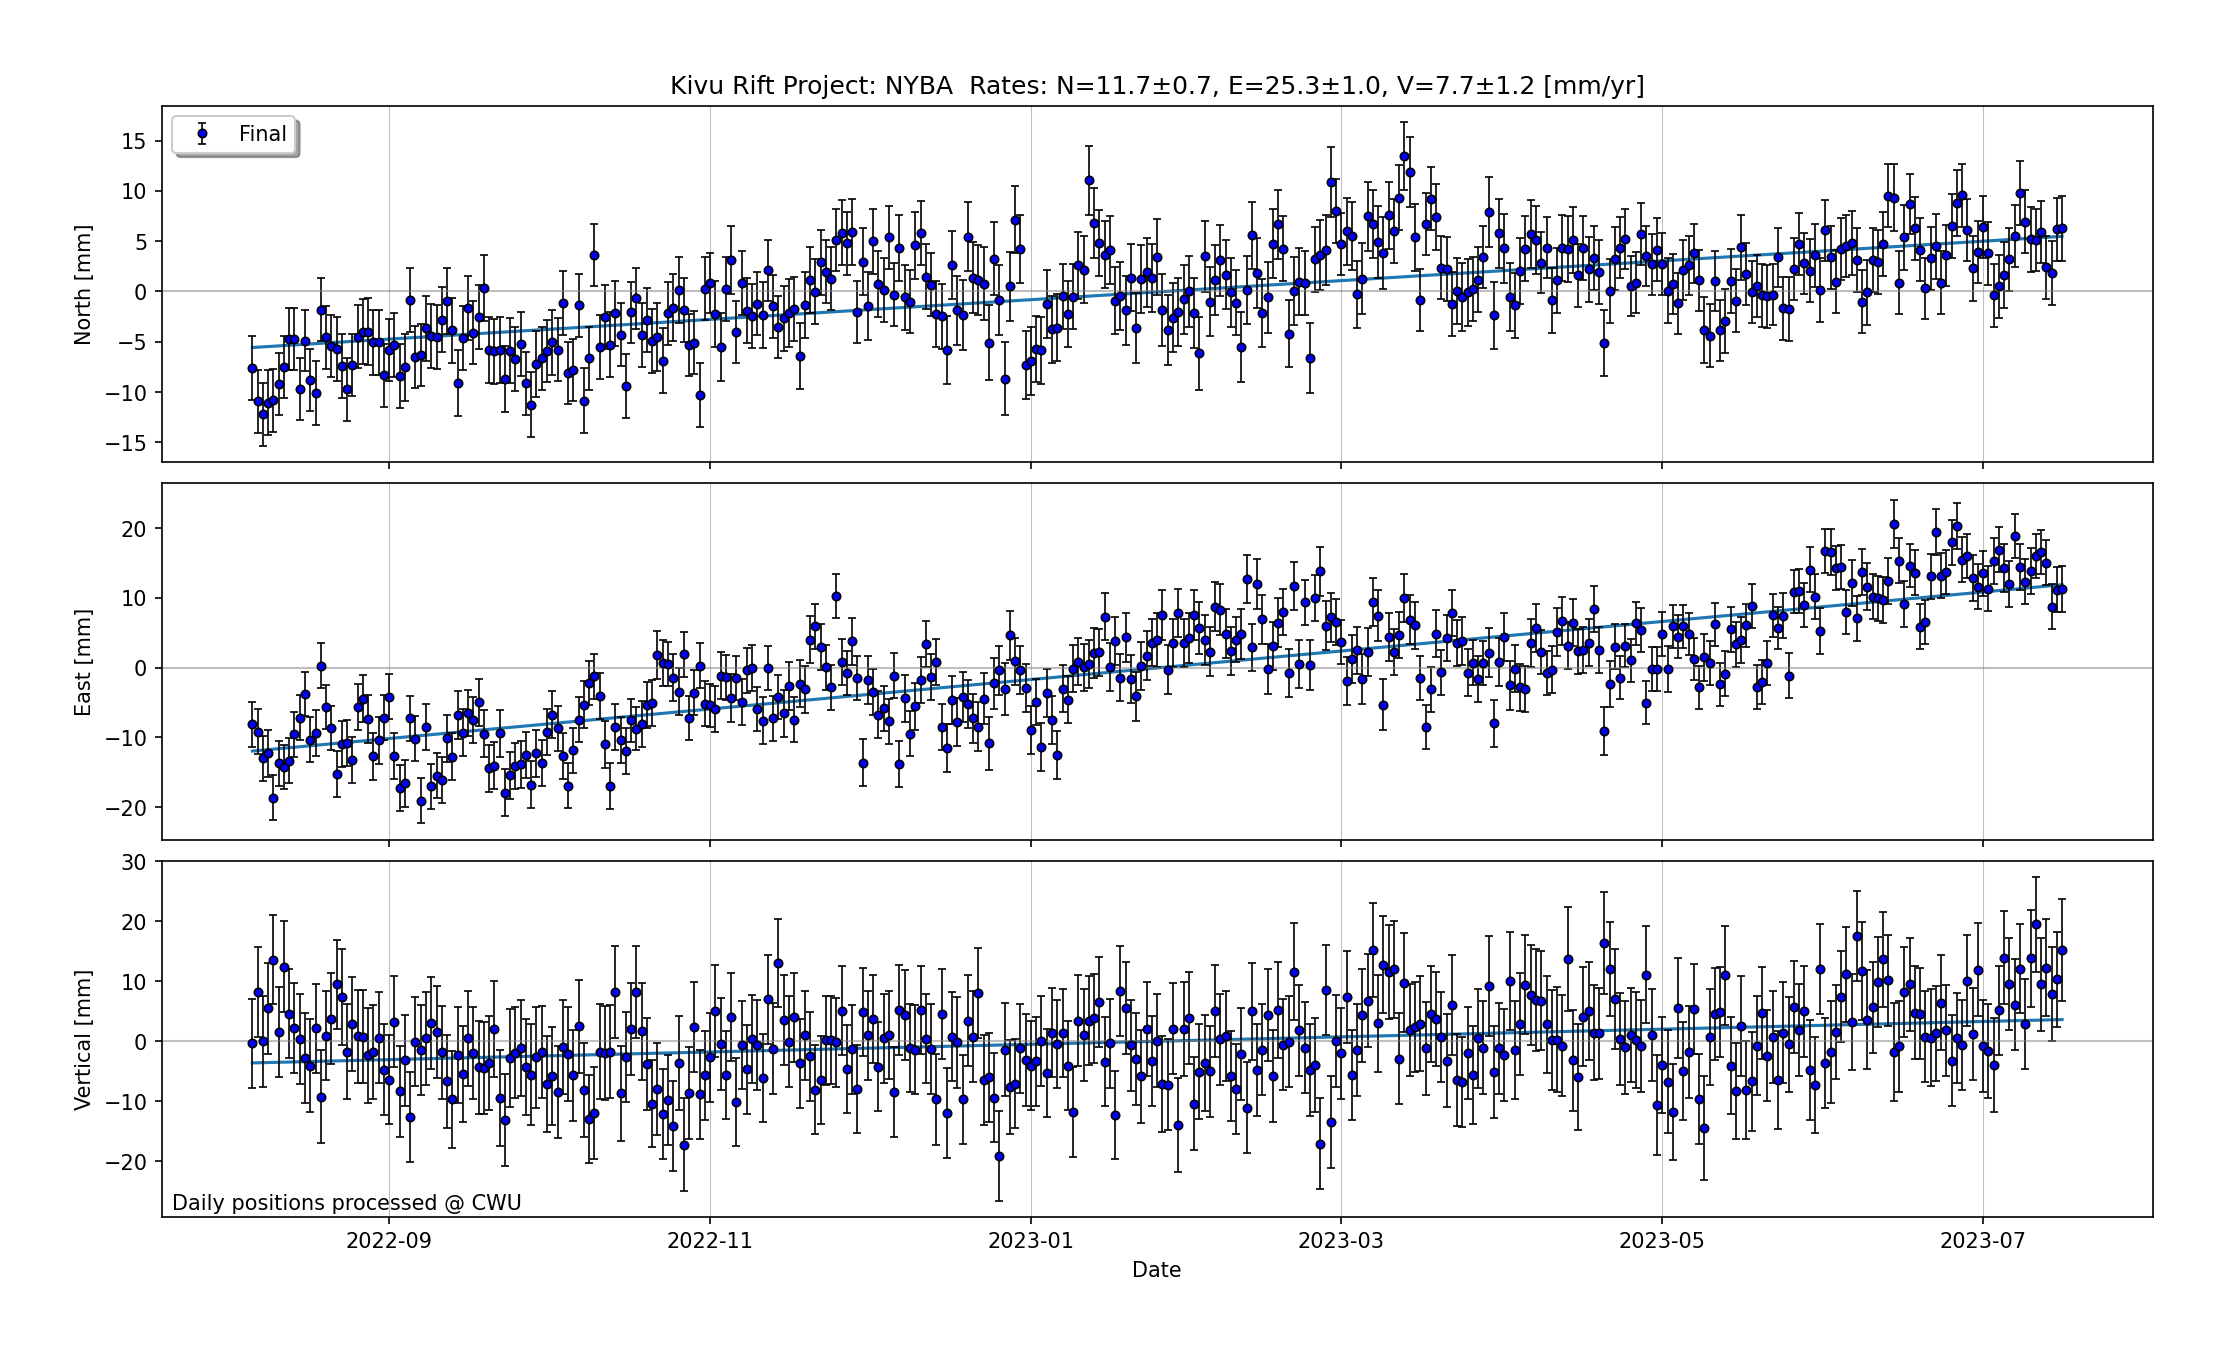 Kivu Rift Project: NYBA  Rates: N=11.7±0.7, E=25.3±1.0, V=7.7±1.2 [mm/yr]
Final
North [mm]
15
10
5
0
−5
−10
−15
East [mm]
20
10
0
−10
−20
Vertical [mm]
30
20
10
0
−10
−20
Daily positions processed @ CWU
2022-09 2022-11 2023-01 2023-03 2023-05 2023-07
Date